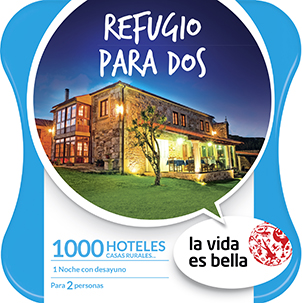 REFUGIO
PARA DOS
1000 HOTELES
CASAS RURALES...
1 Noche con desayuno
Para 2 personas
la vida
es bella